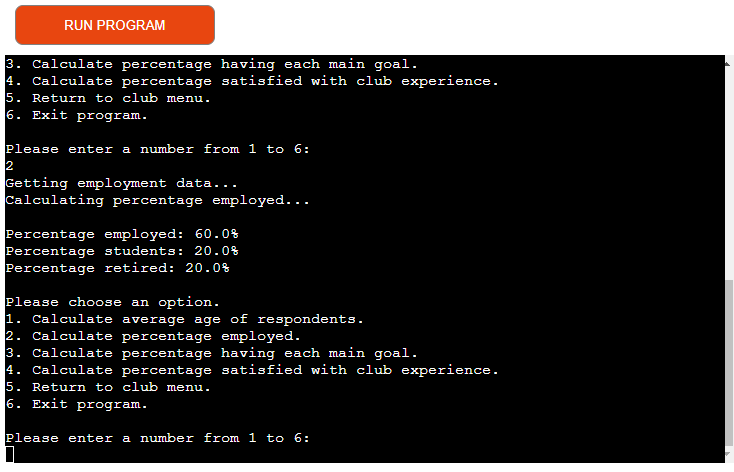 RUN PROGRAM
3. Calculate percentage having each main goal.
4. Calculate percentage satisfied with club experience.
5. Return to club menu.
6. Exit program.
Please enter a number from 1 to 6:
2
Getting employment data...
Calculating percentage employed...
Percentage employed: 60.0%
Percentage students: 20.0%
Percentage retired: 20.0%
Please choose an option.
1. Calculate average age of respondents.
2. Calculate percentage employed.
3. Calculate percentage having each main goal.
4. Calculate percentage satisfied with club experience.
5. Return to club menu.
6. Exit program.
Please enter a number from 1 to 6: